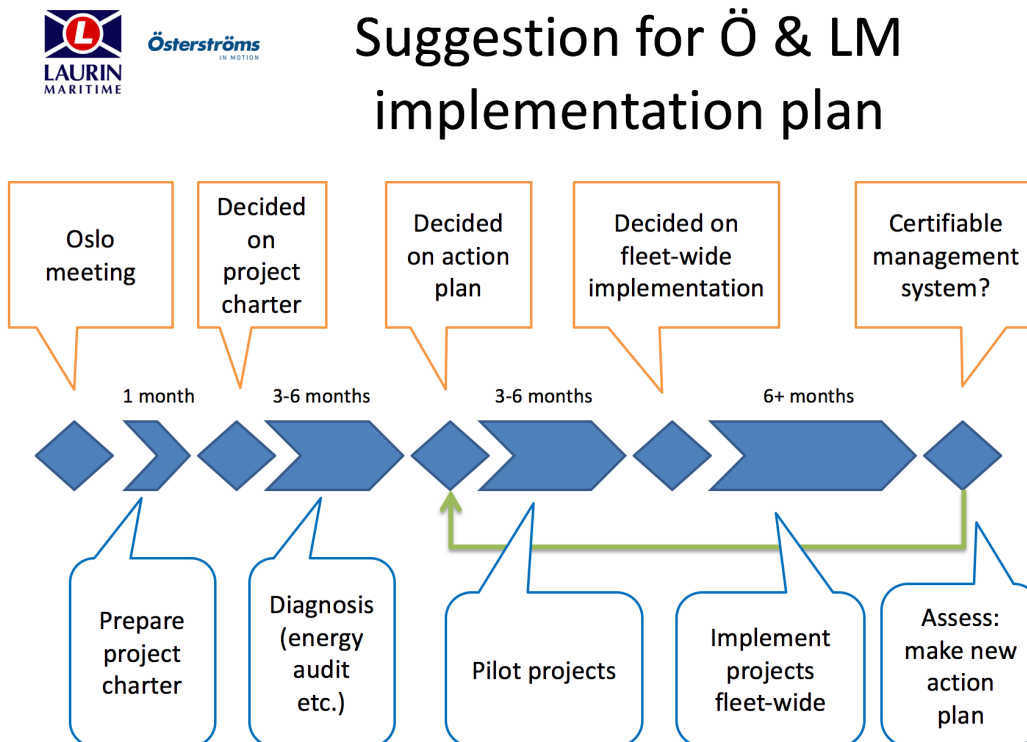 L
LAURIN
MARITIME
Österströms
IN MOTION
Suggestion for Ö & LM
implementation plan
Oslo
meeting
Decided
on
project
charter
Decided
on action
plan
Decided on
fleet-wide
implementation
Certifiable
management
system?
1 month
3-6 months
3-6 months
6+ months
Prepare
project
charter
Diagnosis
(energy
audit
etc.)
Pilot projects
Implement
projects
fleet-wide
Assess:
make new
action
plan